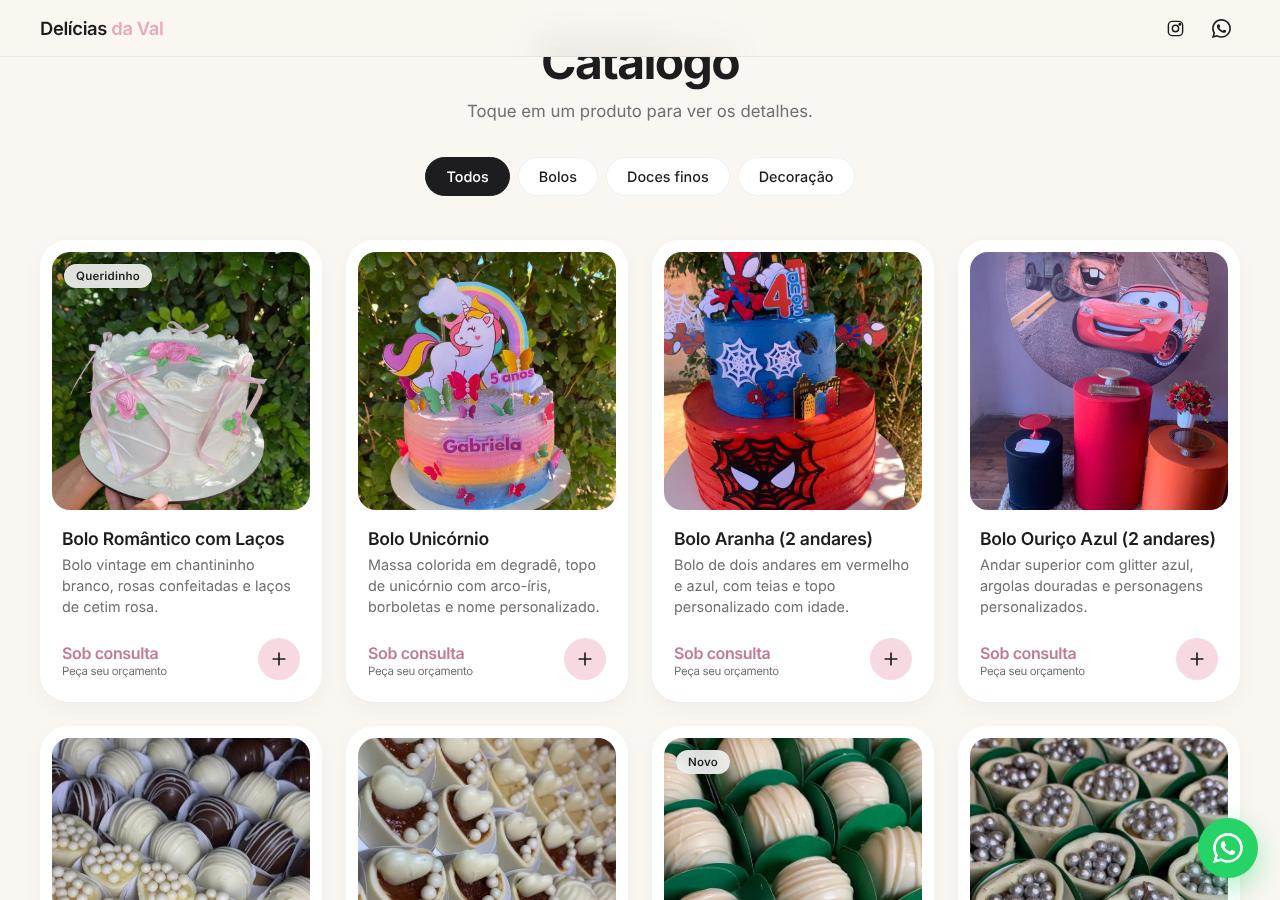 Delícias da Val
Catálogo
Toque em um produto para ver os detalhes.
Todos
Bolos
Doces finos
Decoração
Queridinho
5 anos
Gabriela
4
Bolo Romântico com Laços
Bolo vintage em chantininho
branco, rosas confeitadas e laços
de cetim rosa.
Sob consulta
Peça seu orçamento
Bolo Unicórnio
Massa colorida em degradê, topo
de unicórnio com arco-íris,
borboletas e nome personalizado.
Sob consulta
Peça seu orçamento
Bolo Aranha (2 andares)
Bolo de dois andares em vermelho
e azul, com teias e topo
personalizado com idade.
Sob consulta
Peça seu orçamento
Bolo Ouriço Azul (2 andares)
Andar superior com glitter azul,
argolas douradas e personagens
personalizados.
Sob consulta
Peça seu orçamento
Novo